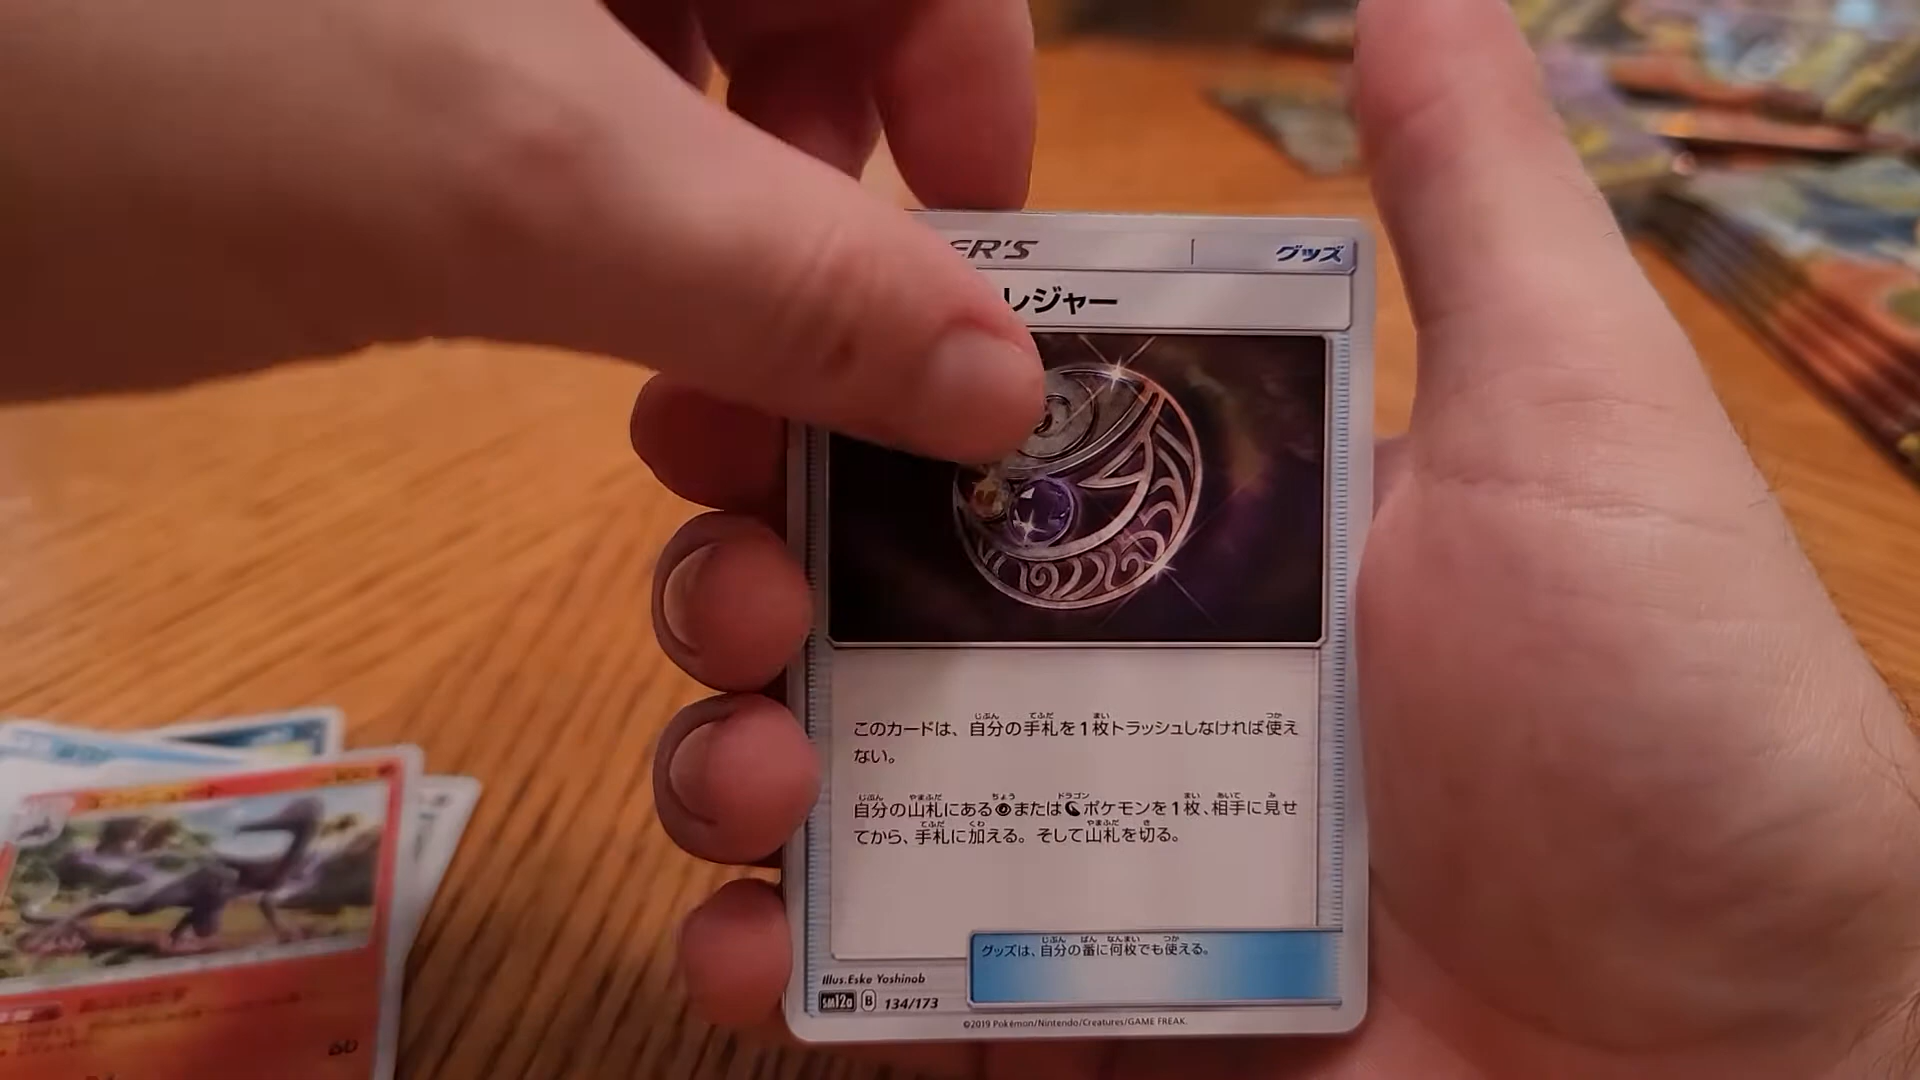 ER'S
グッズ
レジャー
このカードは、自分の手札を1枚トラッシュしなければ使え
ない。
自分の山札にあるまたはポケモンを1枚、相手に見せ
てから、手札に加える。そして山札を切る。
グッズは、自分の番に何枚でも使える。
Illus.Eske Yoshinob
sm12a B 134/173
©2019 Pokémon/Nintendo/Creatures/GAME FREAK.
60